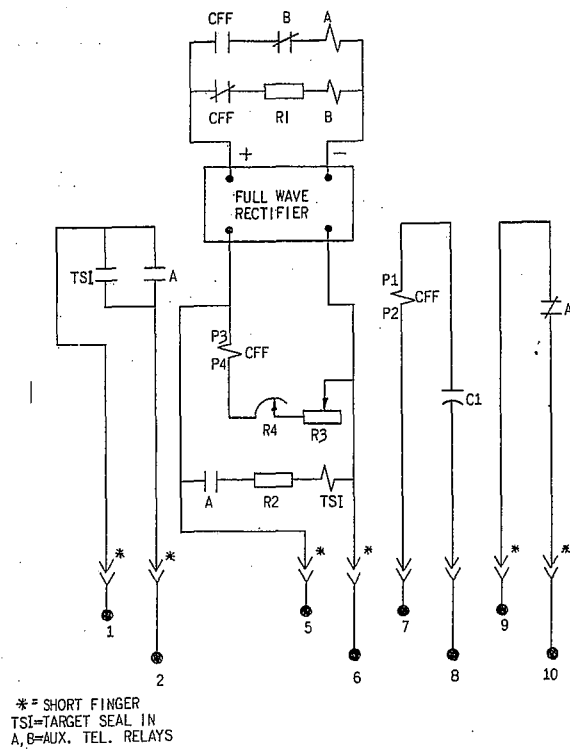 CFF B A
CFF R1 B
+ −
FULL WAVE
RECTIFIER
TSI A
P3
P4 CFF
P1
P2 CFF
A
C1
R4 R3
A R2 TSI
* * * * * *
1 2 5 6 7 8 9 10
*= SHORT FINGER
TSI=TARGET SEAL IN
A,B=AUX. TEL. RELAYS